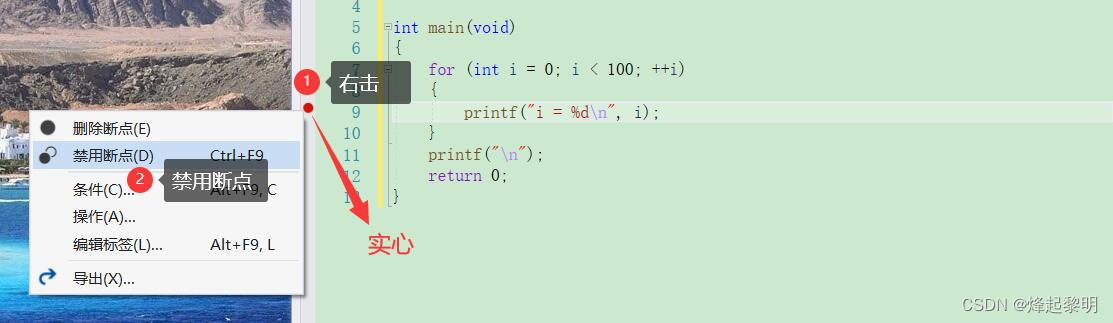 4
5 int main(void)
6 {
7 for (int i = 0; i < 100; ++i)
8 {
9 printf("i = %d\n", i);
10 }
11 printf("\n");
12 return 0;
13 }
1 右击
删除断点(E)
禁用断点(D) Ctrl+F9
2 禁用断点
条件(C)... Alt+F9, C
操作(A)...
编辑标签(L)... Alt+F9, L
导出(X)...
实心
CSDN @烽起黎明